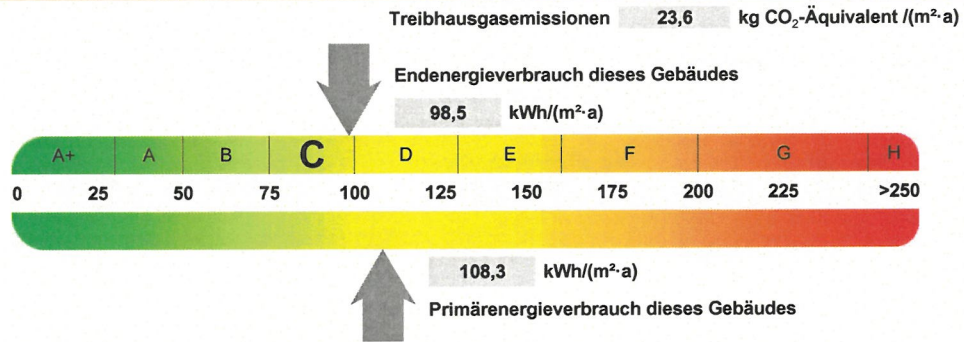 Treibhausgasemissionen 23,6 kg CO₂-Äquivalent /(m²·a)
Endenergieverbrauch dieses Gebäudes
98,5 kWh/(m²·a)
A+ A B C D E F G H
0 25 50 75 100 125 150 175 200 225 >250
108,3 kWh/(m²·a)
Primärenergieverbrauch dieses Gebäudes